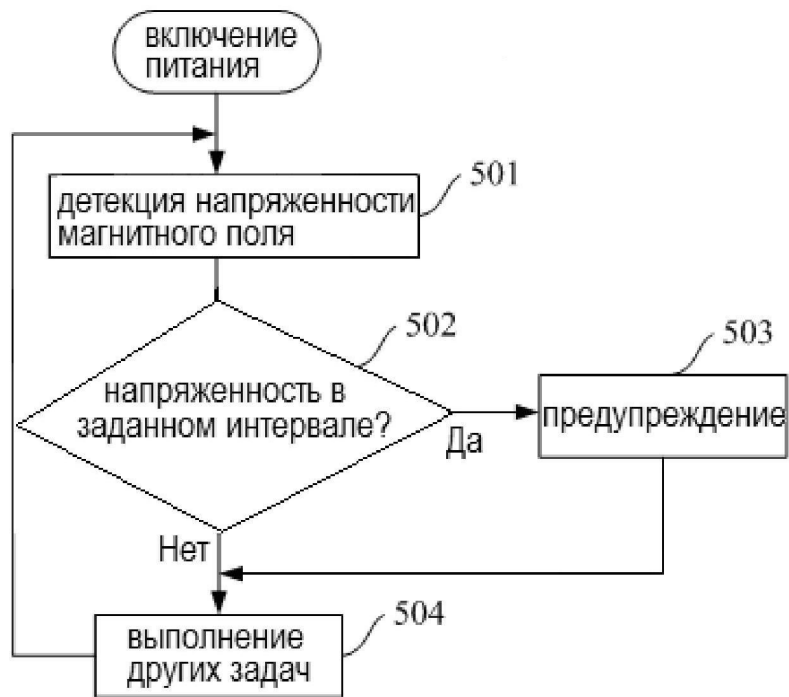 включение
питания
501
детекция напряженности
магнитного поля
502
503
напряженность в
заданном интервале?
Да
предупреждение
Нет
504
выполнение
других задач